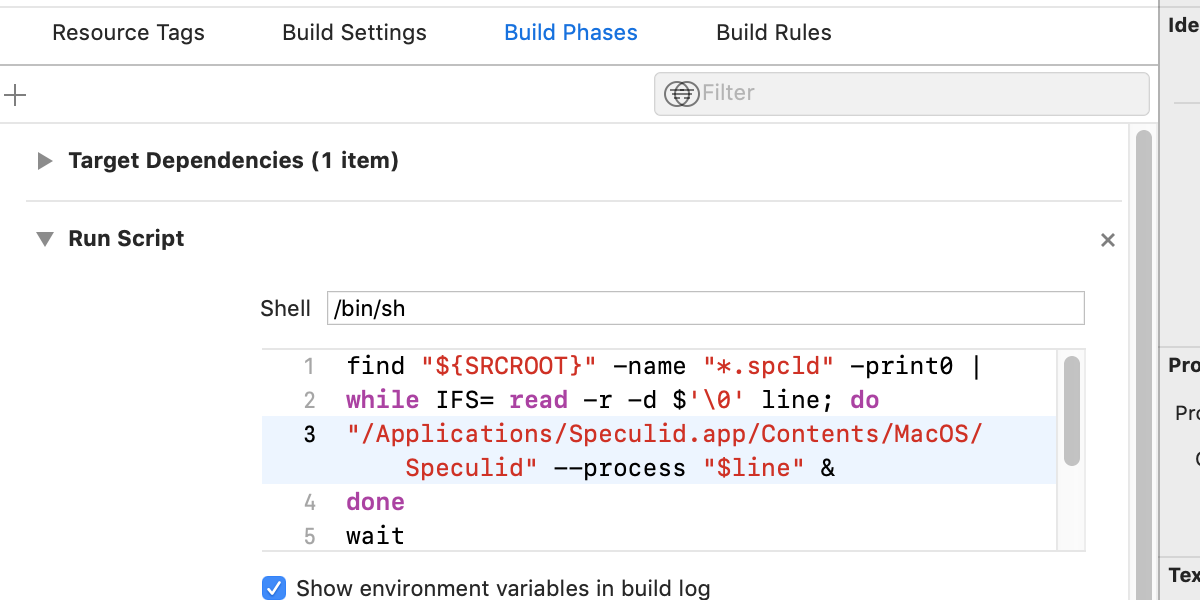 Resource Tags Build Settings Build Phases Build Rules
Ide
Filter
Target Dependencies (1 item)
Run Script
Shell /bin/sh
1 find "${SRCROOT}" -name "*.spcld" -print0 |
2 while IFS= read -r -d $'\0' line; do
3 "/Applications/Speculid.app/Contents/MacOS/
Speculid" --process "$line" &
4 done
5 wait
Show environment variables in build log
Pro
Pro
Tex